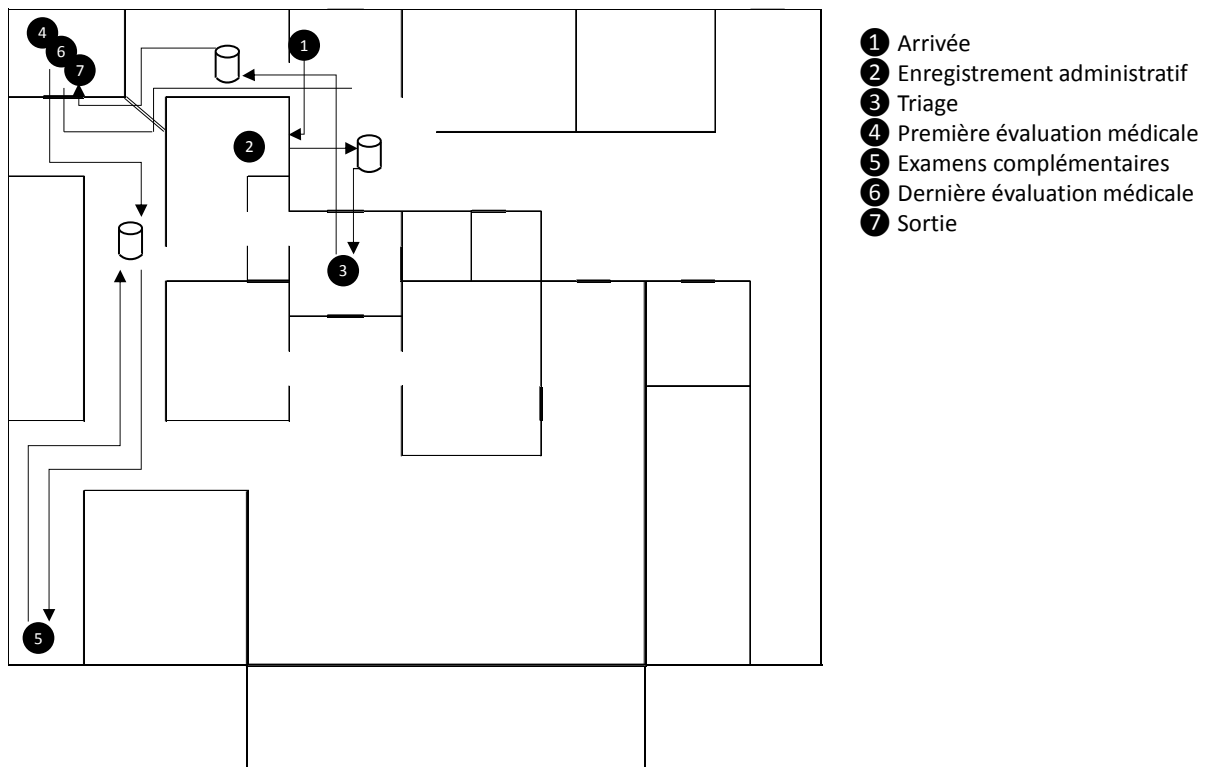 4
6
7
1
2
3
5
1 Arrivée
2 Enregistrement administratif
3 Triage
4 Première évaluation médicale
5 Examens complémentaires
6 Dernière évaluation médicale
7 Sortie